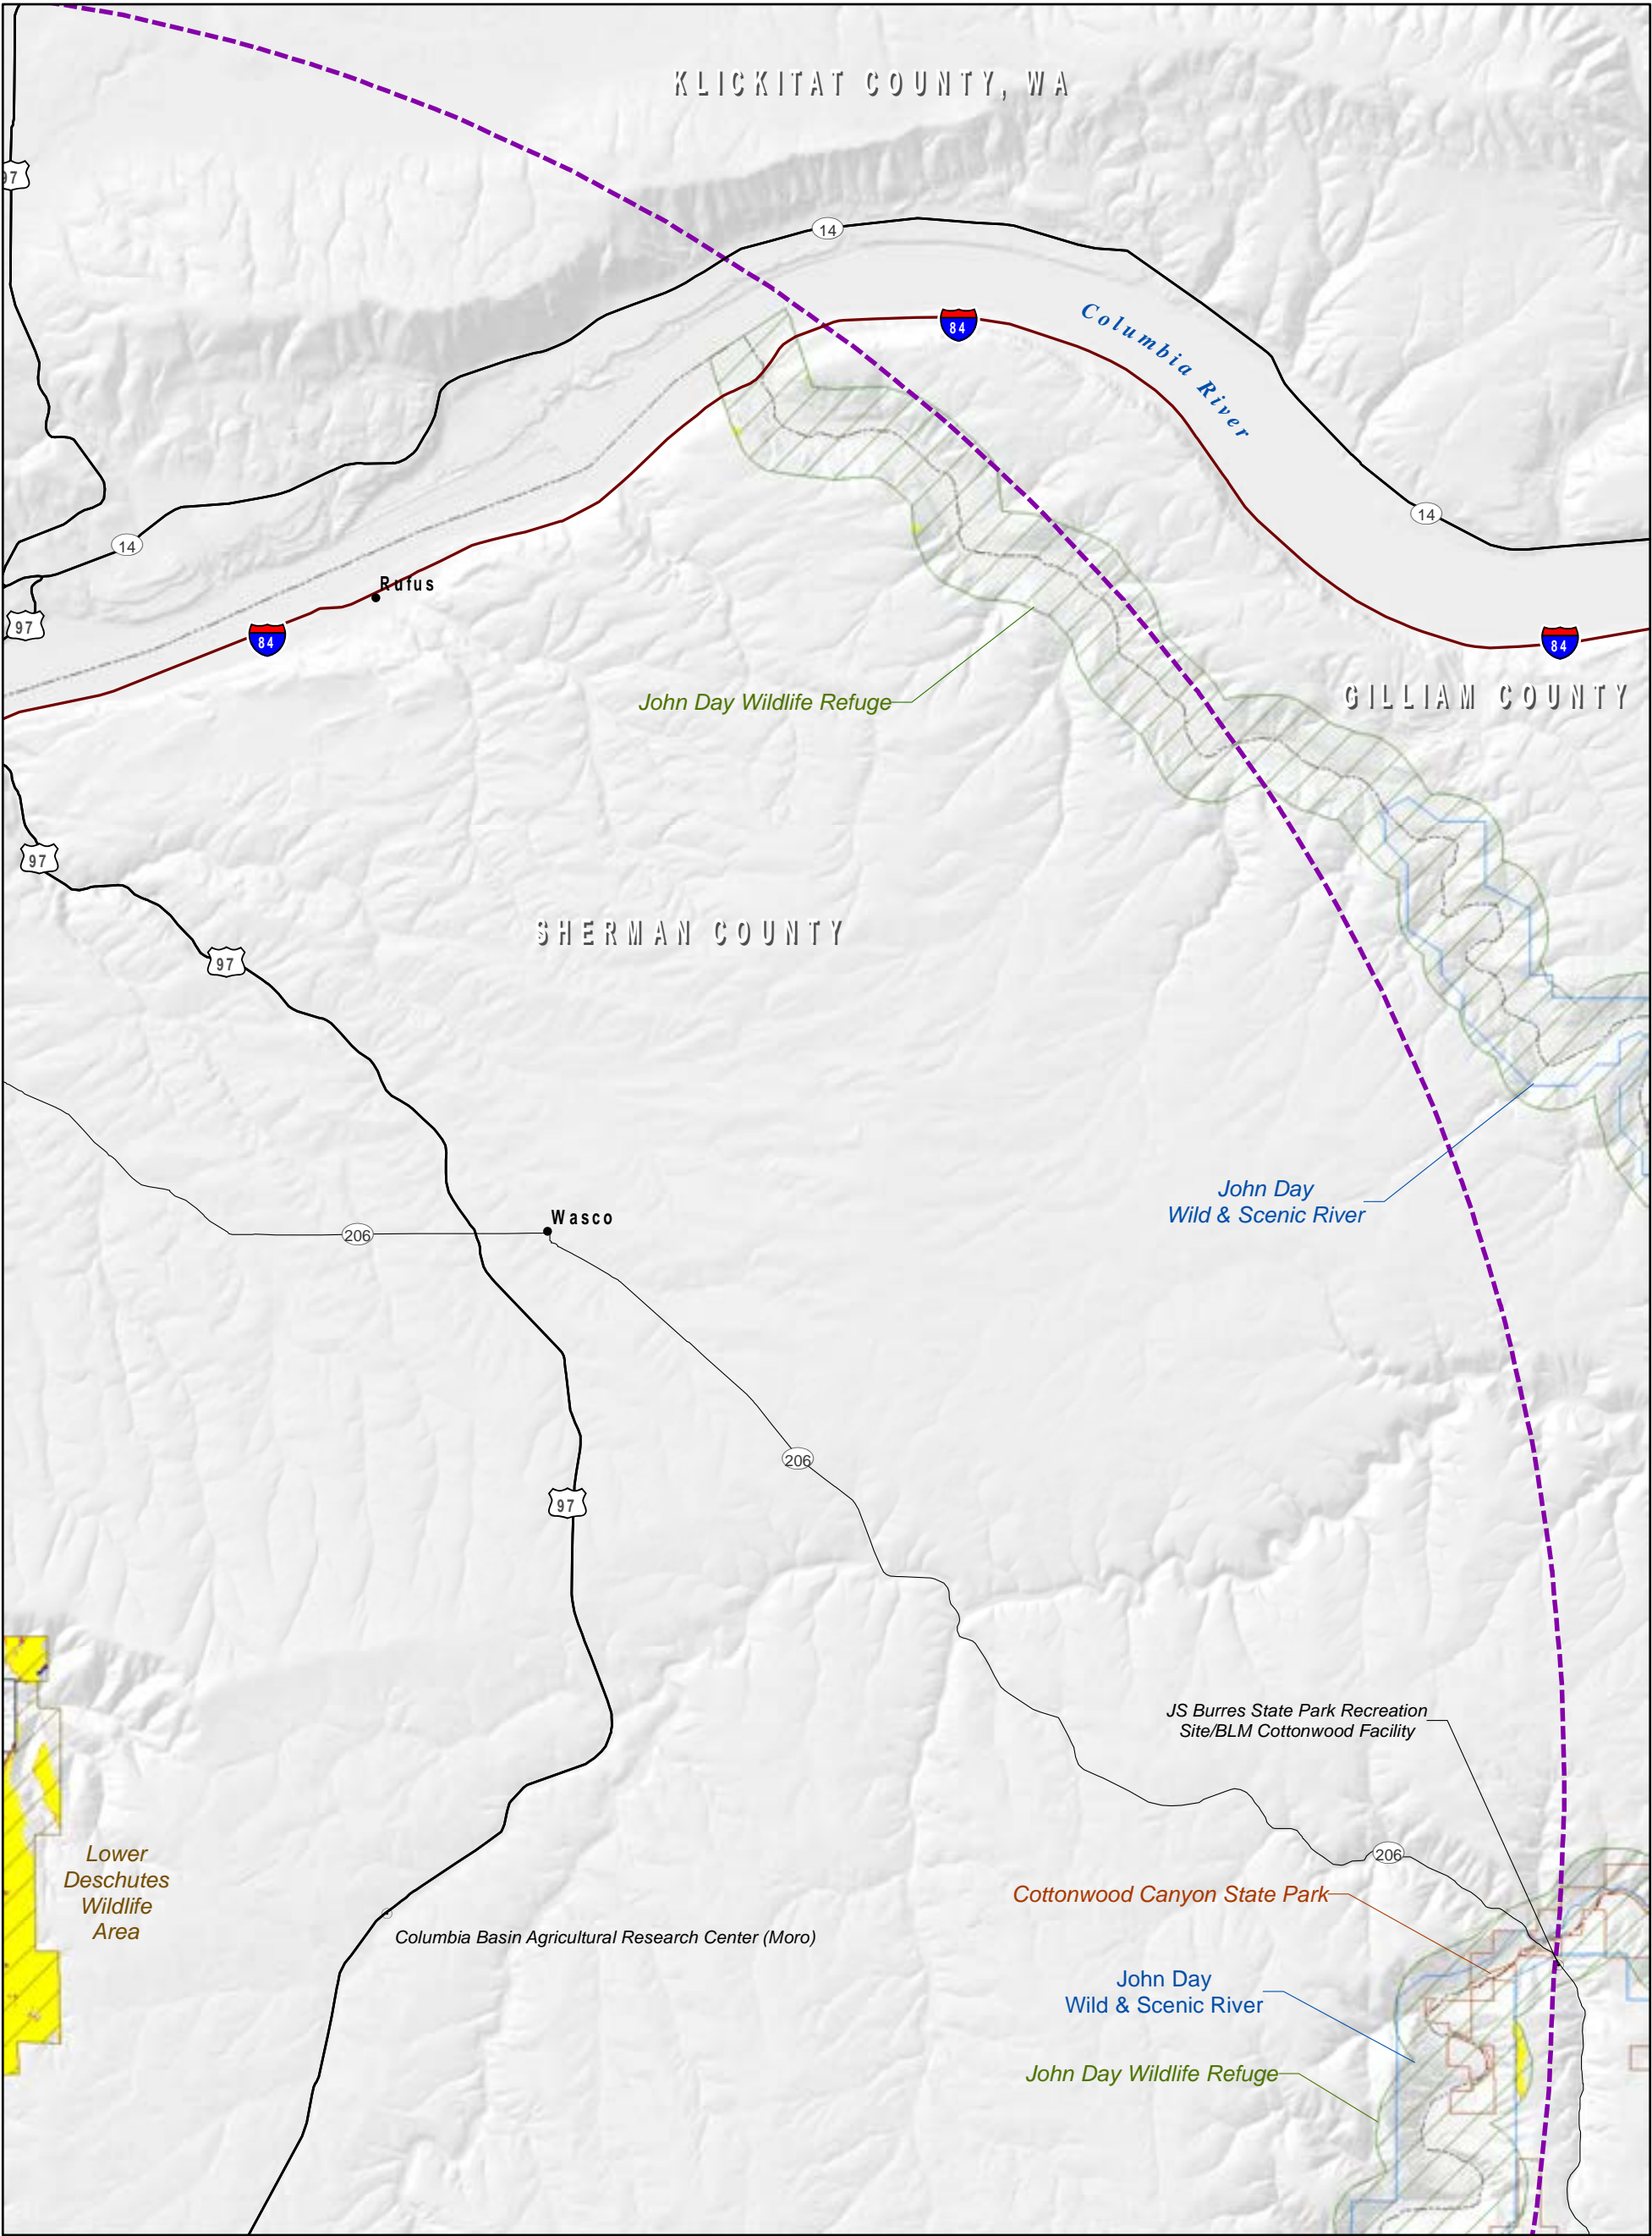 KLICKITAT COUNTY, WA
97
14
84
Columbia River
14
14
Rufus
97
84
84
John Day Wildlife Refuge
GILLIAM COUNTY
97
SHERMAN COUNTY
97
John Day
Wild & Scenic River
Wasco
206
206
97
JS Burres State Park Recreation
Site/BLM Cottonwood Facility
Lower
Deschutes
Wildlife
Area
206
Cottonwood Canyon State Park
Columbia Basin Agricultural Research Center (Moro)
John Day
Wild & Scenic River
John Day Wildlife Refuge